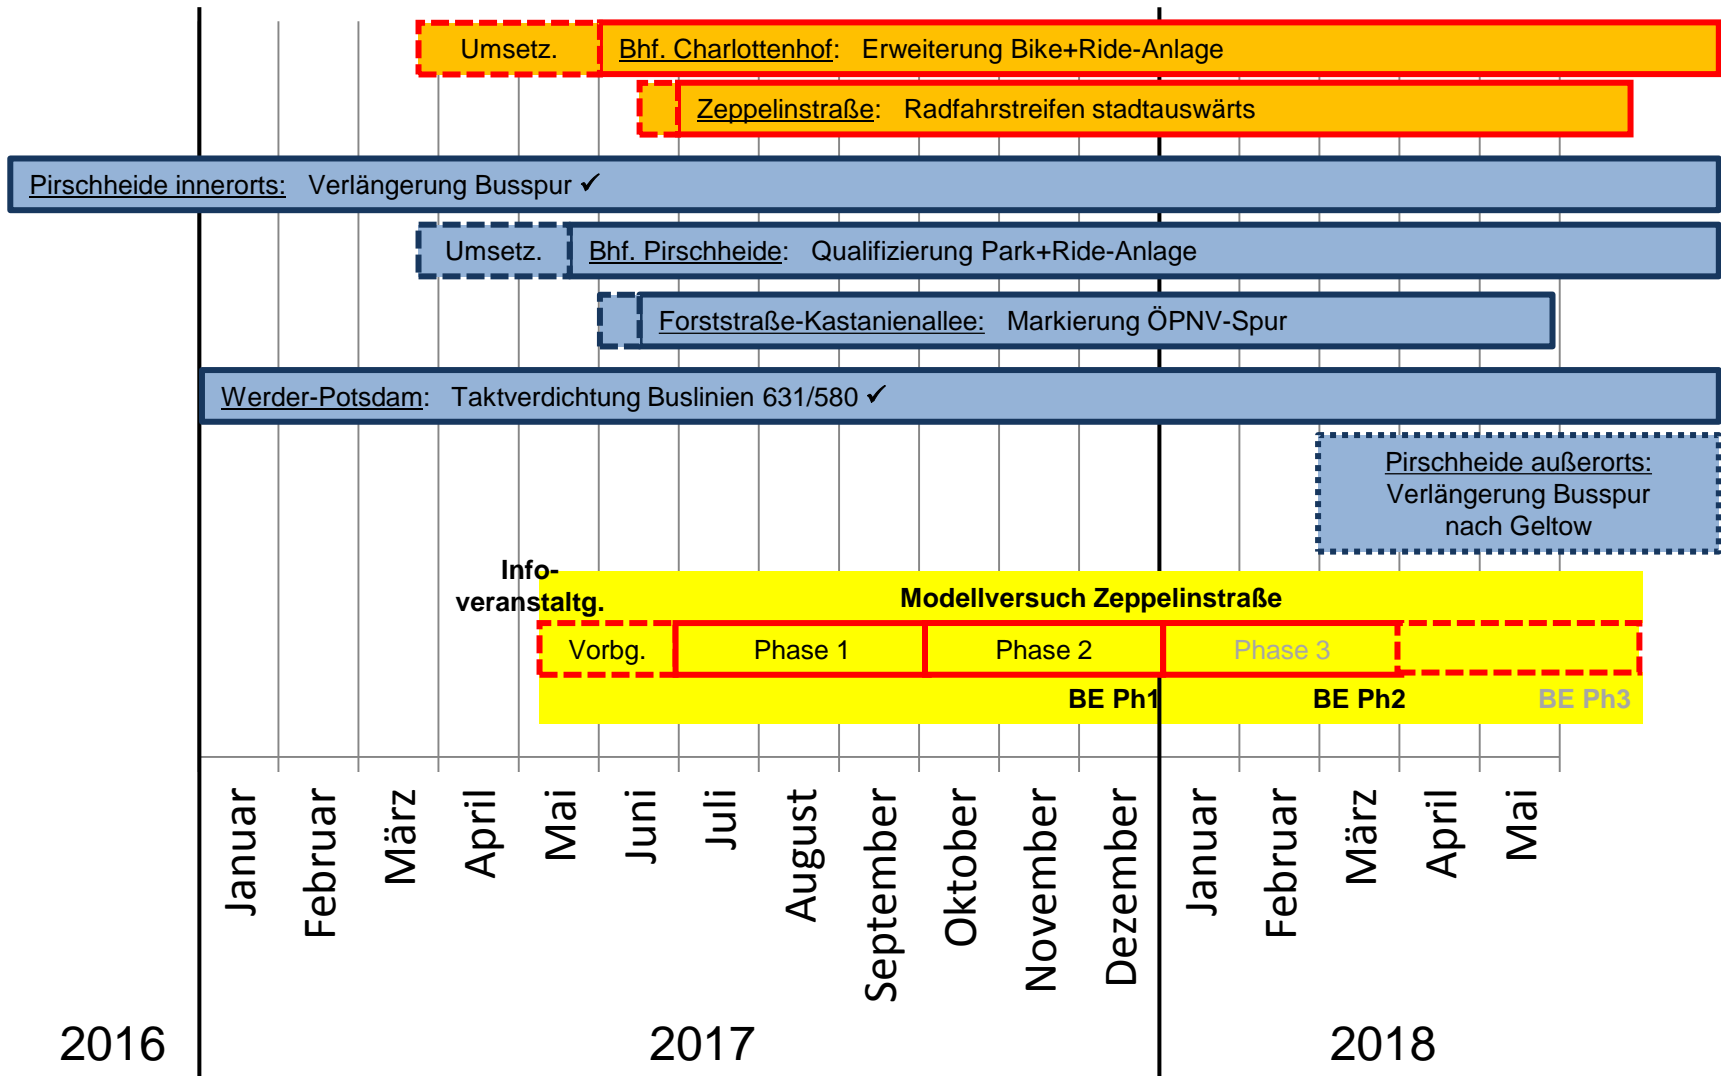 Umsetz.
Bhf. Charlottenhof: Erweiterung Bike+Ride-Anlage
Zeppelinstraße: Radfahrstreifen stadtauswärts
Pirschheide innerorts: Verlängerung Busspur ✓
Umsetz.
Bhf. Pirschheide: Qualifizierung Park+Ride-Anlage
Forststraße-Kastanienallee: Markierung ÖPNV-Spur
Werder-Potsdam: Taktverdichtung Buslinien 631/580 ✓
Pirschheide außerorts:
Verlängerung Busspur
nach Geltow
Info-
veranstaltg.
Modellversuch Zeppelinstraße
Vorbg.
Phase 1
Phase 2
Phase 3
BE Ph1
BE Ph2
BE Ph3
Januar
Februar
März
April
Mai
Juni
Juli
August
September
Oktober
November
Dezember
Januar
Februar
März
April
Mai
2016
2017
2018